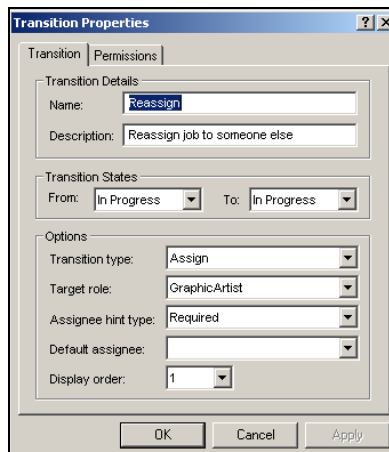 Transition Properties
Transition Permissions
Transition Details
Name: Reassign
Description: Reassign job to someone else
Transition States
From: In Progress To: In Progress
Options
Transition type: Assign
Target role: GraphicArtist
Assignee hint type: Required
Default assignee:
Display order: 1
OK Cancel Apply